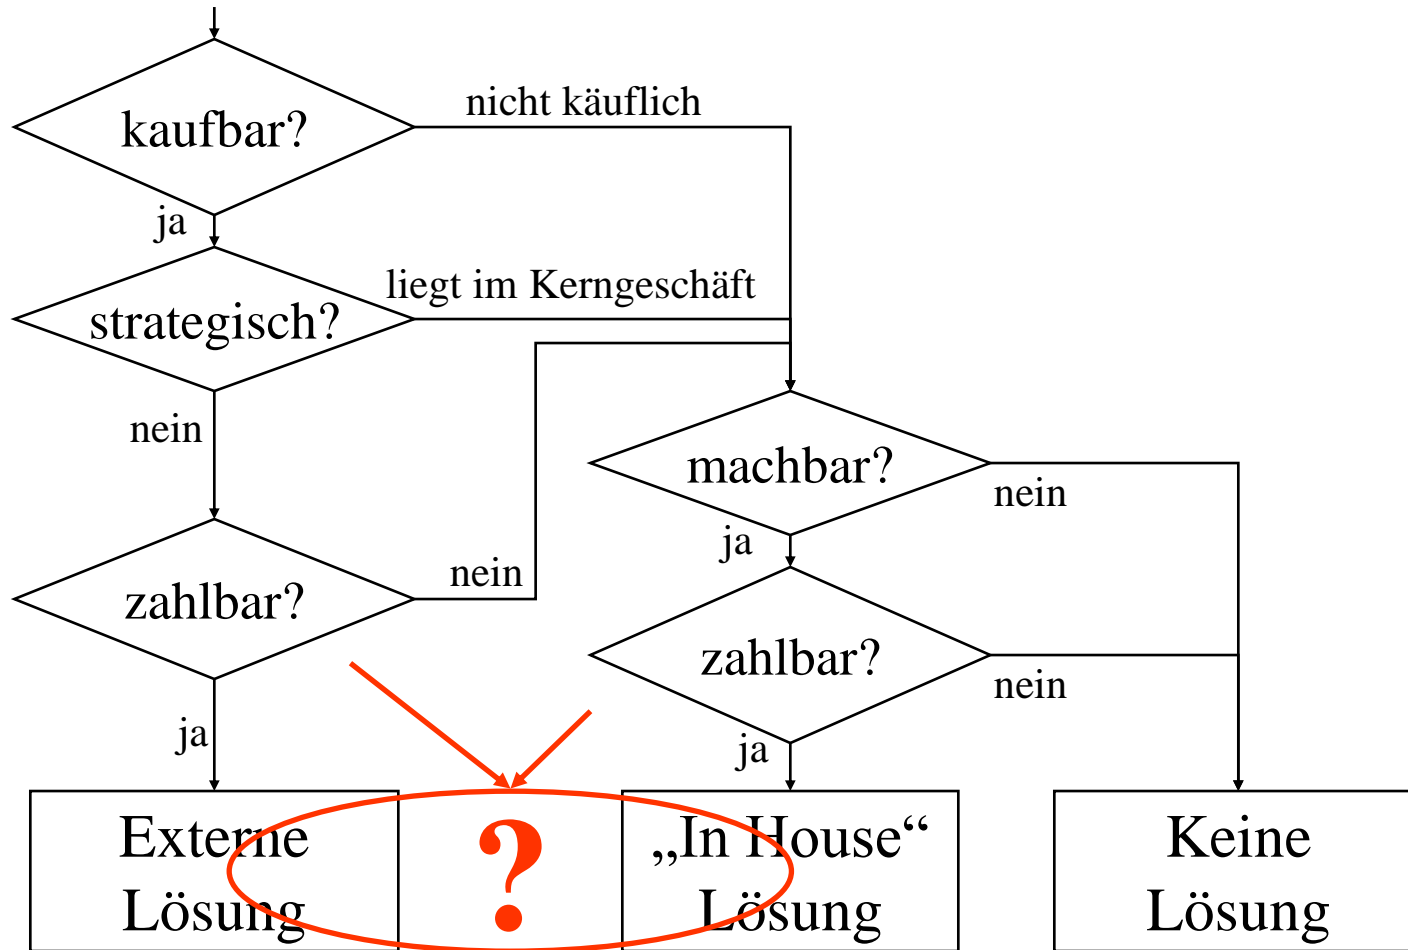 nicht käuflich
kaufbar?
ja
liegt im Kerngeschäft
strategisch?
nein
machbar?
nein
ja
nein
zahlbar?
zahlbar?
nein
ja
ja
Externe
Lösung
?
„In House“
Lösung
Keine
Lösung